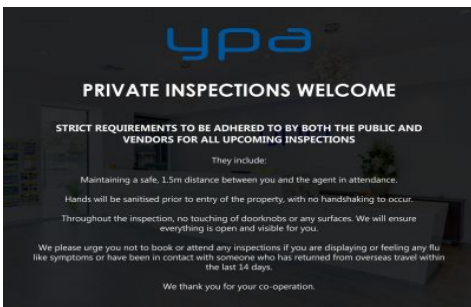 ypa
PRIVATE INSPECTIONS WELCOME
STRICT REQUIREMENTS TO BE ADHERED TO BY BOTH THE PUBLIC AND
VENDORS FOR ALL UPCOMING INSPECTIONS
They include:
Maintaining a safe, 1.5m distance between you and the agent in attendance.
Hands will be sanitised prior to entry of the property, with no handshaking to occur.
Throughout the inspection, no touching of doorknobs or any surfaces. We will ensure
everything is open and visible for you.
We please urge you not to book or attend any inspections if you are displaying or feeling any flu
like symptoms or have been in contact with someone who has returned from overseas travel within
the last 14 days.
We thank you for your co-operation.